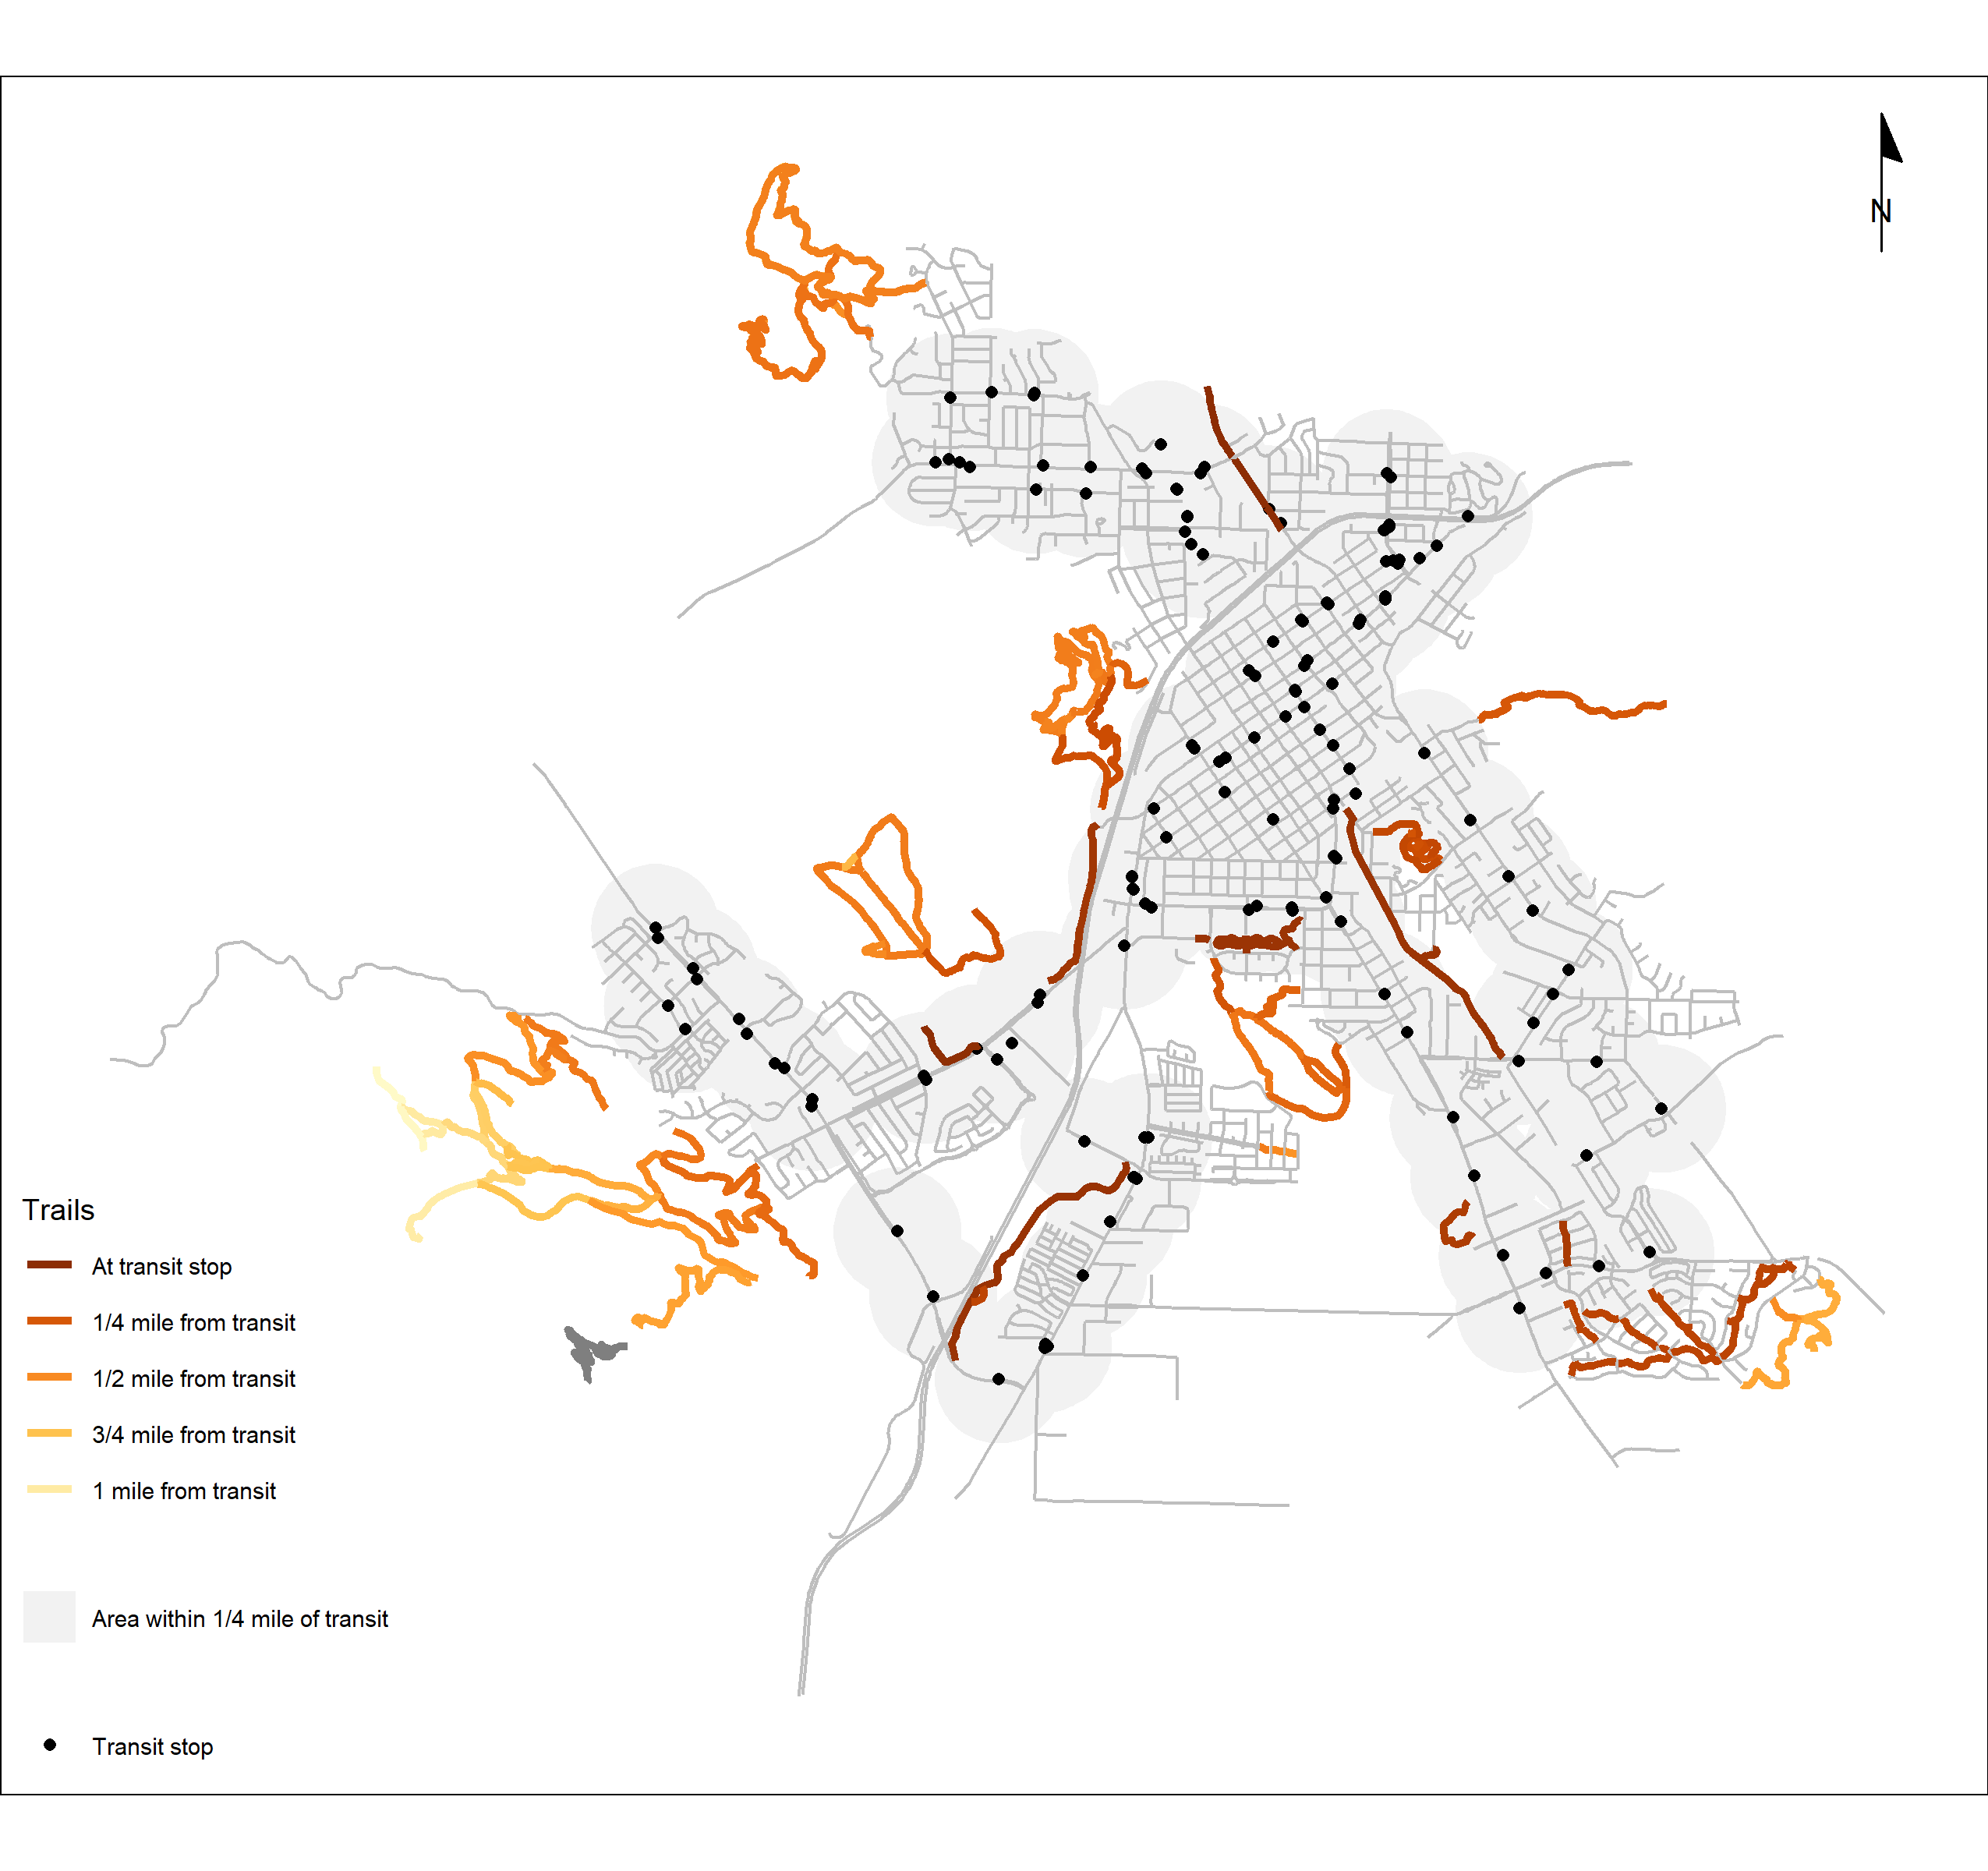 N
Trails
At transit stop
1/4 mile from transit
1/2 mile from transit
3/4 mile from transit
1 mile from transit
Area within 1/4 mile of transit
Transit stop